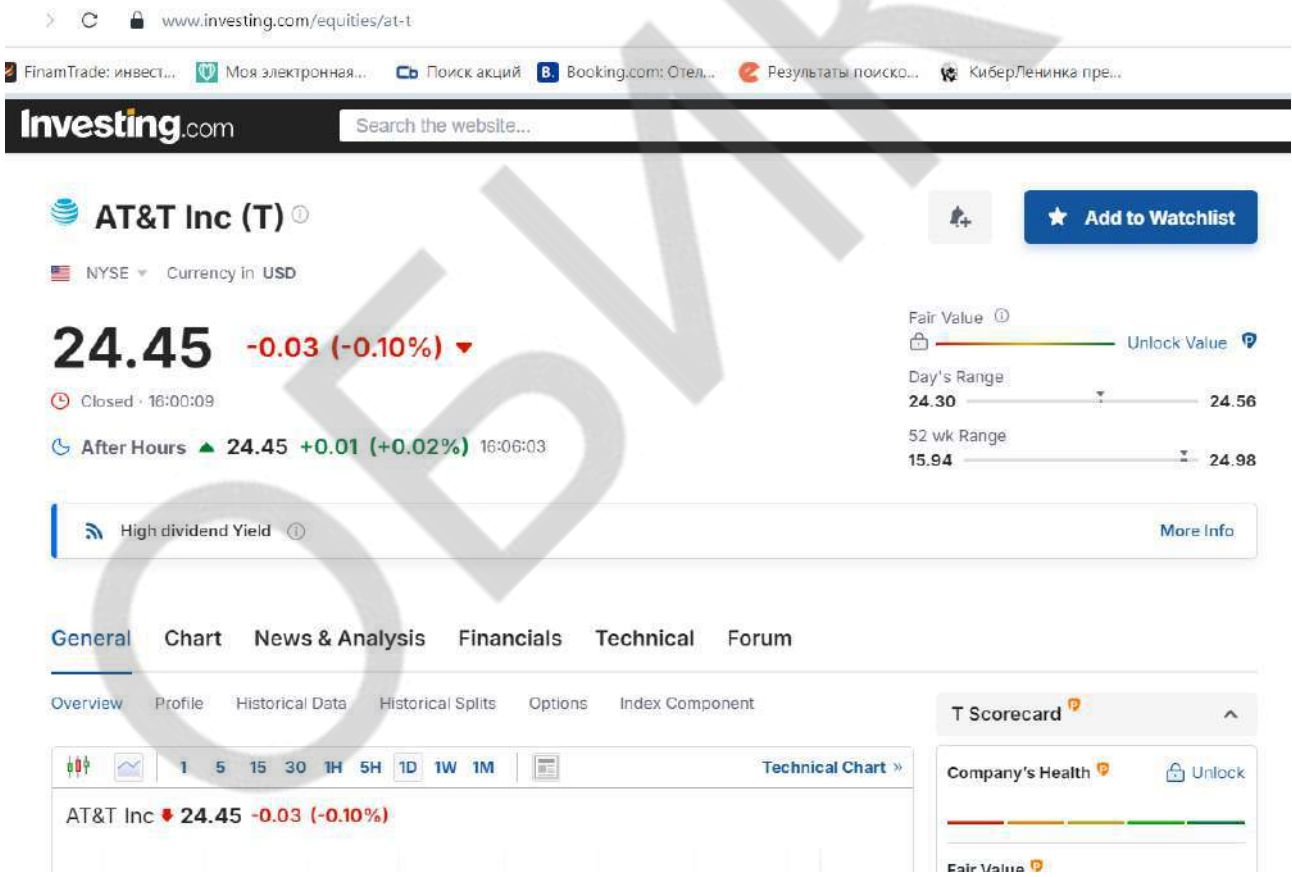 www.investing.com/equities/at-t
FinamTrade: инвест... Моя электронная... Сь Поиск акций B. Booking.com: Отел... Результаты поиско... КиберЛенинка пре...
Investing.com Search the website...
AT&T Inc (T) Add to Watchlist
NYSE Currency in USD
24.45 -0.03 (-0.10%)
Closed · 16:00:09
After Hours 24.45 +0.01 (+0.02%) 16:06:03
Fair Value
Unlock Value
Day's Range
24.30 24.56
52 wk Range
15.94 24.98
High dividend Yield More Info
General Chart News & Analysis Financials Technical Forum
Overview Profile Historical Data Historical Splits Options Index Component
1 5 15 30 1H 5H 1D 1W 1M Technical Chart »
AT&T Inc 24.45 -0.03 (-0.10%)
T Scorecard
Company's Health Unlock
Fair Value
ОБИК